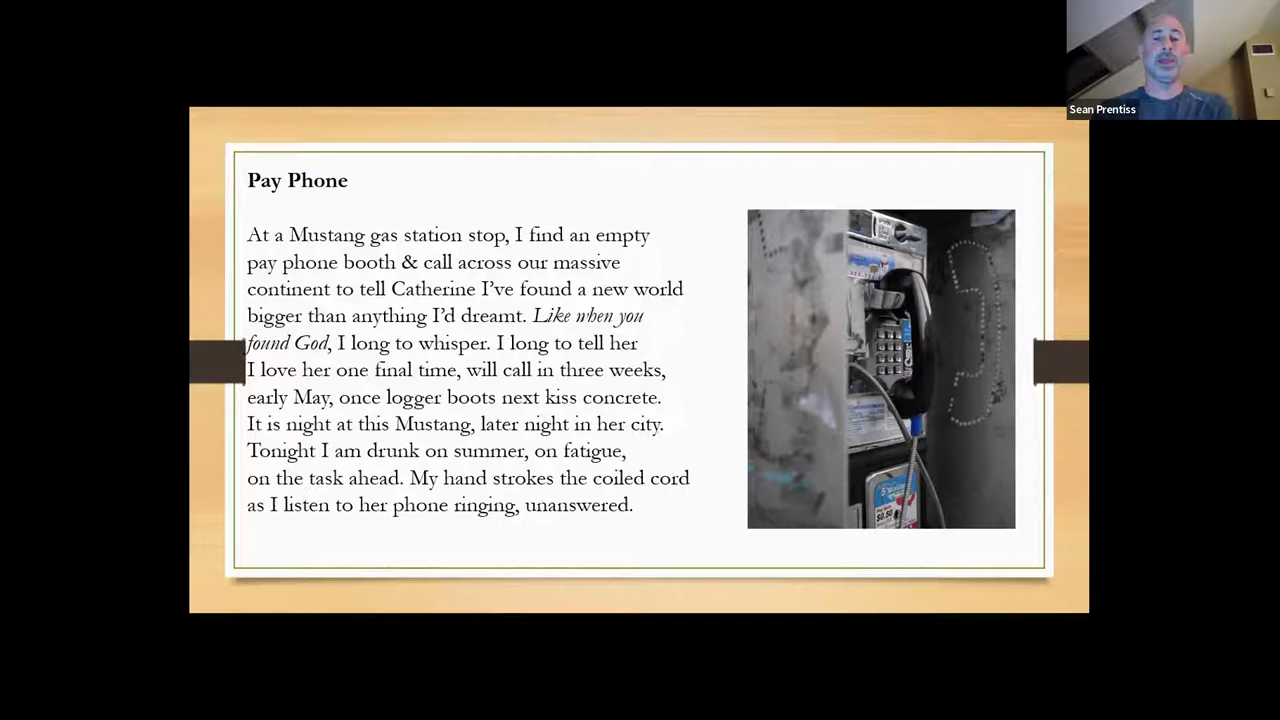 Sean Prentiss
Pay Phone
At a Mustang gas station stop, I find an empty
pay phone booth & call across our massive
continent to tell Catherine I’ve found a new world
bigger than anything I’d dreamt. Like when you
found God, I long to whisper. I long to tell her
I love her one final time, will call in three weeks,
early May, once logger boots next kiss concrete.
It is night at this Mustang, later night in her city.
Tonight I am drunk on summer, on fatigue,
on the task ahead. My hand strokes the coiled cord
as I listen to her phone ringing, unanswered.